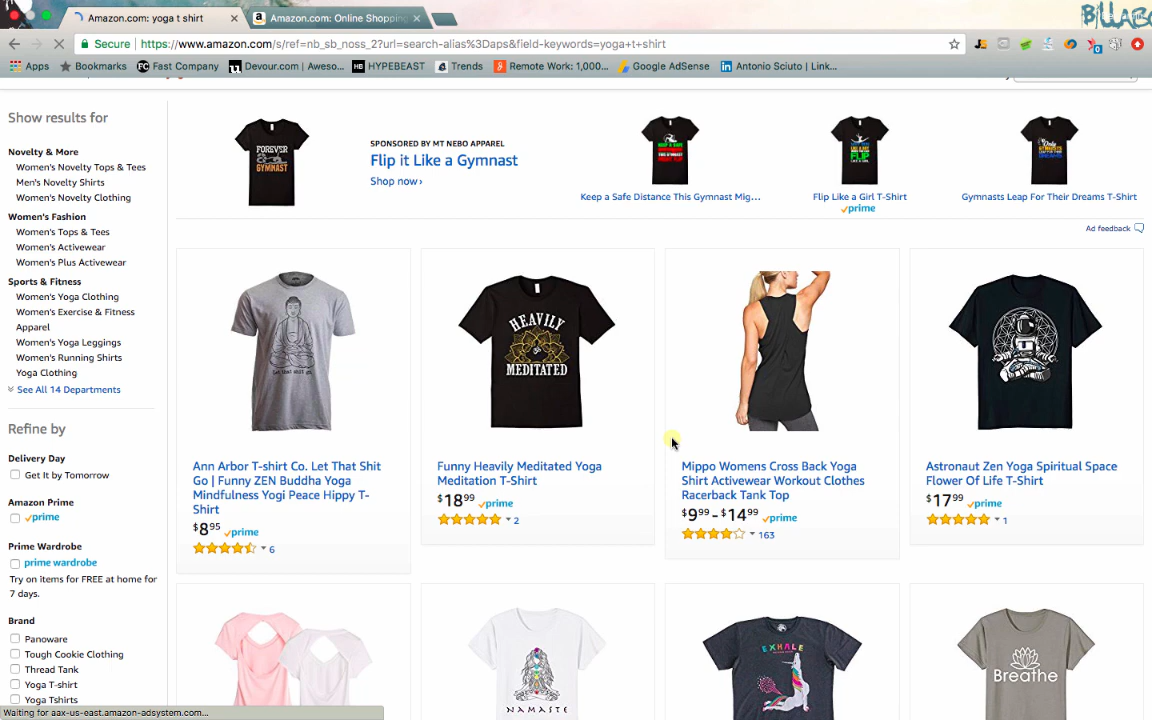 BILLABO
Amazon.com: yoga t shirt
Amazon.com: Online Shopping
Secure
https://www.amazon.com/s/ref=nb_sb_noss_2?url=search-alias%3Daps&field-keywords=yoga+t+shirt
Apps
Bookmarks
Fast Company
Devour.com | Aweso...
HYPEBEAST
Trends
Remote Work: 1,000...
Google AdSense
Antonio Sciuto | Link...
Show results for
Novelty & More
Women's Novelty Tops & Tees
Men's Novelty Shirts
Women's Novelty Clothing
Women's Fashion
Women's Tops & Tees
Women's Activewear
Women's Plus Activewear
Sports & Fitness
Women's Yoga Clothing
Women's Exercise & Fitness
Apparel
Women's Yoga Leggings
Women's Running Shirts
Yoga Clothing
See All 14 Departments
Refine by
Delivery Day
Get It by Tomorrow
Amazon Prime
prime
Prime Wardrobe
prime wardrobe
Try on items for FREE at home for
7 days.
Brand
Panoware
Tough Cookie Clothing
Thread Tank
Yoga T-shirt
Yoga Tshirts
Waiting for aax-us-east.amazon-adsystem.com...
FOREVER
GYMNAST
SPONSORED BY MT NEBO APPAREL
Flip it Like a Gymnast
Shop now ›
Keep a Safe Distance This Gymnast Mig...
FLIP
Flip Like a Girl T-Shirt
prime
Gymnasts Leap For Their Dreams T-Shirt
Ad feedback
Let that shit go.
Ann Arbor T-shirt Co. Let That Shit
Go | Funny ZEN Buddha Yoga
Mindfulness Yogi Peace Hippy T-
Shirt
$8 95 prime
6
HEAVILY
MEDITATED
Funny Heavily Meditated Yoga
Meditation T-Shirt
$18 99 prime
2
Mippo Womens Cross Back Yoga
Shirt Activewear Workout Clothes
Racerback Tank Top
$9 99 - $14 99 prime
163
Astronaut Zen Yoga Spiritual Space
Flower Of Life T-Shirt
$17 99 prime
1
NAMASTE
EXHALE
Breathe